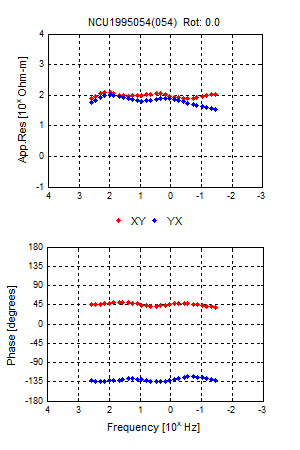 NCU1995054(054)  Rot: 0.0
App.Res [10^x Ohm-m]
4
3
2
1
0
-1
4 3 2 1 0 -1 -2 -3
XY YX
Phase [degrees]
180
135
90
45
0
-45
-90
-135
-180
4 3 2 1 0 -1 -2 -3
Frequency [10^x Hz]